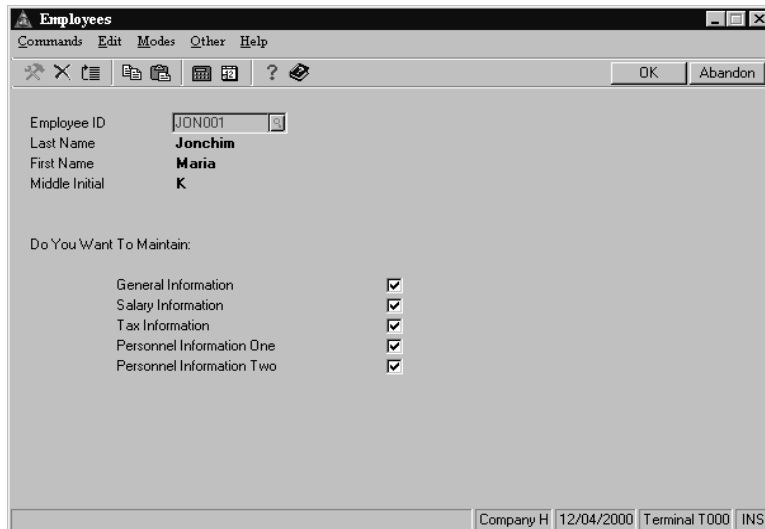 Employees
Commands Edit Modes Other Help
? OK Abandon
Employee ID JON001
Last Name Jonchim
First Name Maria
Middle Initial K
Do You Want To Maintain:
General Information
Salary Information
Tax Information
Personnel Information One
Personnel Information Two
Company H 12/04/2000 Terminal T000 INS